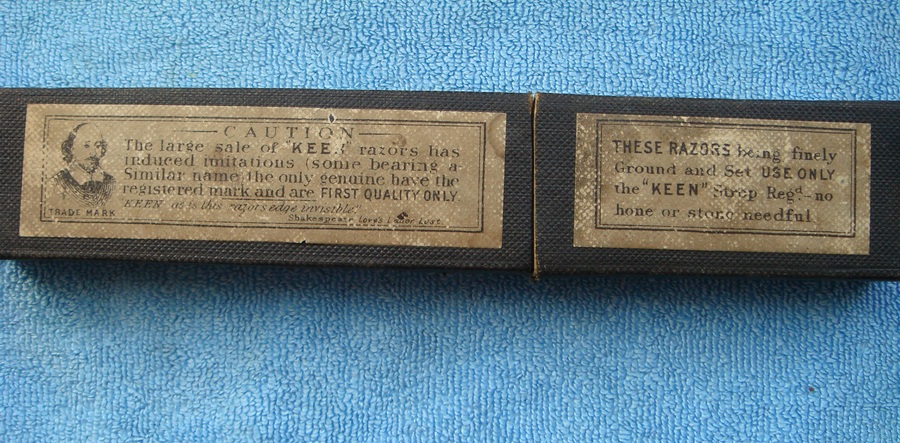 CAUTION
The large sale of "KEEN" razors has
induced imitations (some bearing a
Similar name) the only genuine have the
registered mark and are FIRST QUALITY ONLY.
KEEN "as is the razors edge invisible."
Shakespeare Love's Labor Lost.
TRADE MARK
THESE RAZORS being finely
Ground and Set USE ONLY
the "KEEN" Strop Regd.- no
hone or stone needful